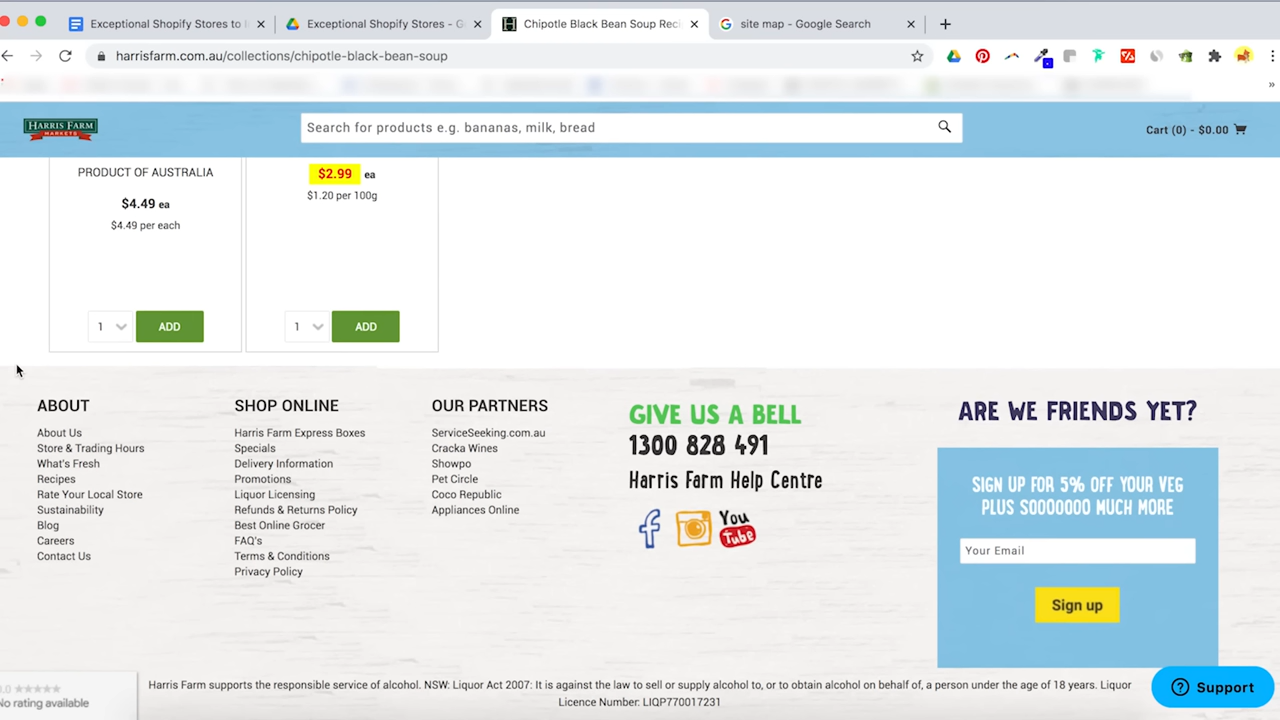 Exceptional Shopify Stores to
Exceptional Shopify Stores - G
Chipotle Black Bean Soup Reci
site map - Google Search
harrisfarm.com.au/collections/chipotle-black-bean-soup
HARRIS FARM
MARKETS
Search for products e.g. bananas, milk, bread
Cart (0) - $0.00
PRODUCT OF AUSTRALIA
$4.49 ea
$4.49 per each
1 ADD
$2.99 ea
$1.20 per 100g
1 ADD
ABOUT
About Us
Store & Trading Hours
What's Fresh
Recipes
Rate Your Local Store
Sustainability
Blog
Careers
Contact Us
SHOP ONLINE
Harris Farm Express Boxes
Specials
Delivery Information
Promotions
Liquor Licensing
Refunds & Returns Policy
Best Online Grocer
FAQ's
Terms & Conditions
Privacy Policy
OUR PARTNERS
ServiceSeeking.com.au
Cracka Wines
Showpo
Pet Circle
Coco Republic
Appliances Online
GIVE US A BELL
1300 828 491
Harris Farm Help Centre
You
Tube
ARE WE FRIENDS YET?
SIGN UP FOR 5% OFF YOUR VEG
PLUS SOOOOOOO MUCH MORE
Your Email
Sign up
No rating available
Harris Farm supports the responsible service of alcohol. NSW: Liquor Act 2007: It is against the law to sell or supply alcohol to, or to obtain alcohol on behalf of, a person under the age of 18 years. Liquor
Licence Number: LIQP770017231
Support